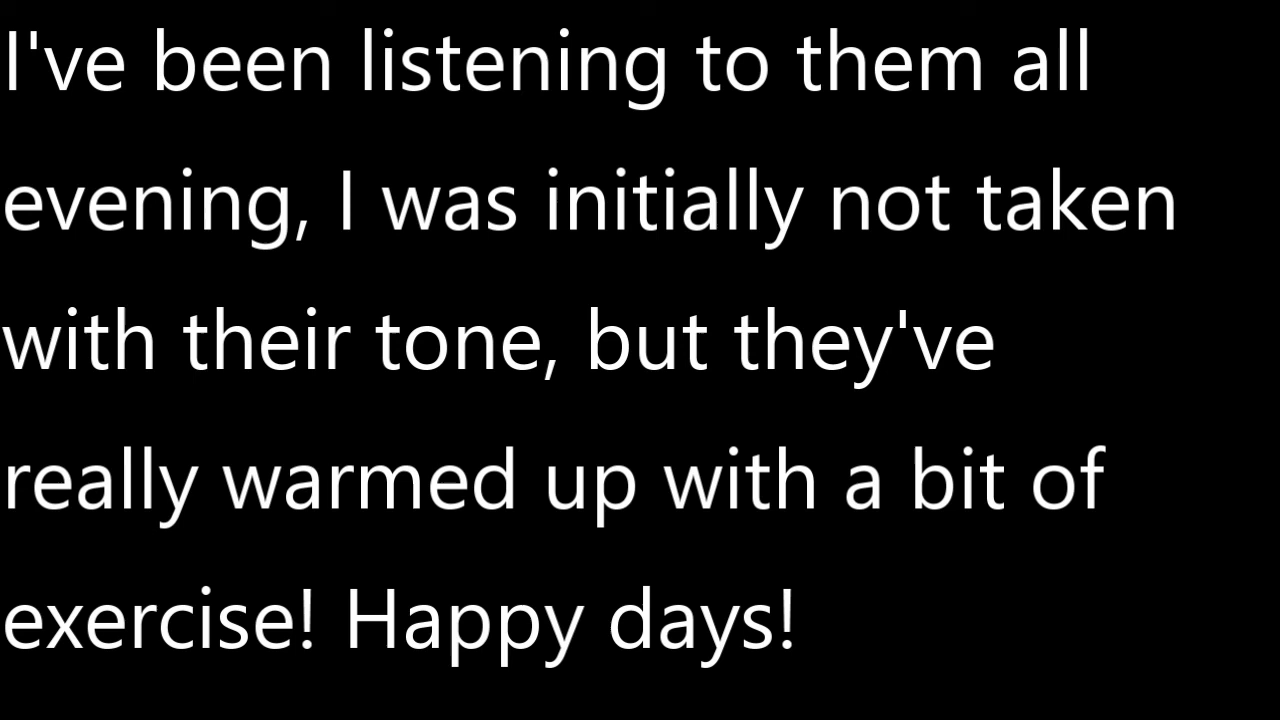 I've been listening to them all
evening, I was initially not taken
with their tone, but they've
really warmed up with a bit of
exercise! Happy days!